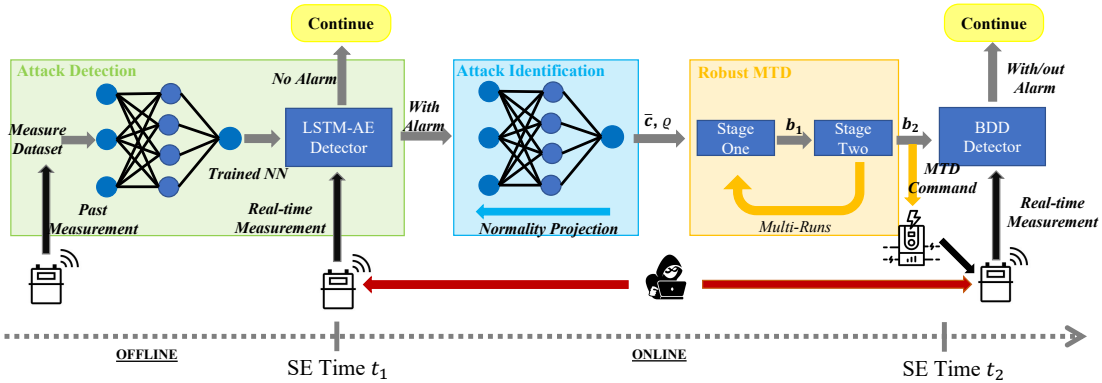 Continue
Continue
Attack Detection
Attack Identification
Robust MTD
No Alarm
With/out
Alarm
Measure
Dataset
LSTM-AE
Detector
With
Alarm
c̄, ϱ
Stage
One
b₁
Stage
Two
b₂
BDD
Detector
Trained NN
MTD
Command
Past
Measurement
Real-time
Measurement
Normality Projection
Multi-Runs
Real-time
Measurement
OFFLINE
ONLINE
SE Time t₁
SE Time t₂